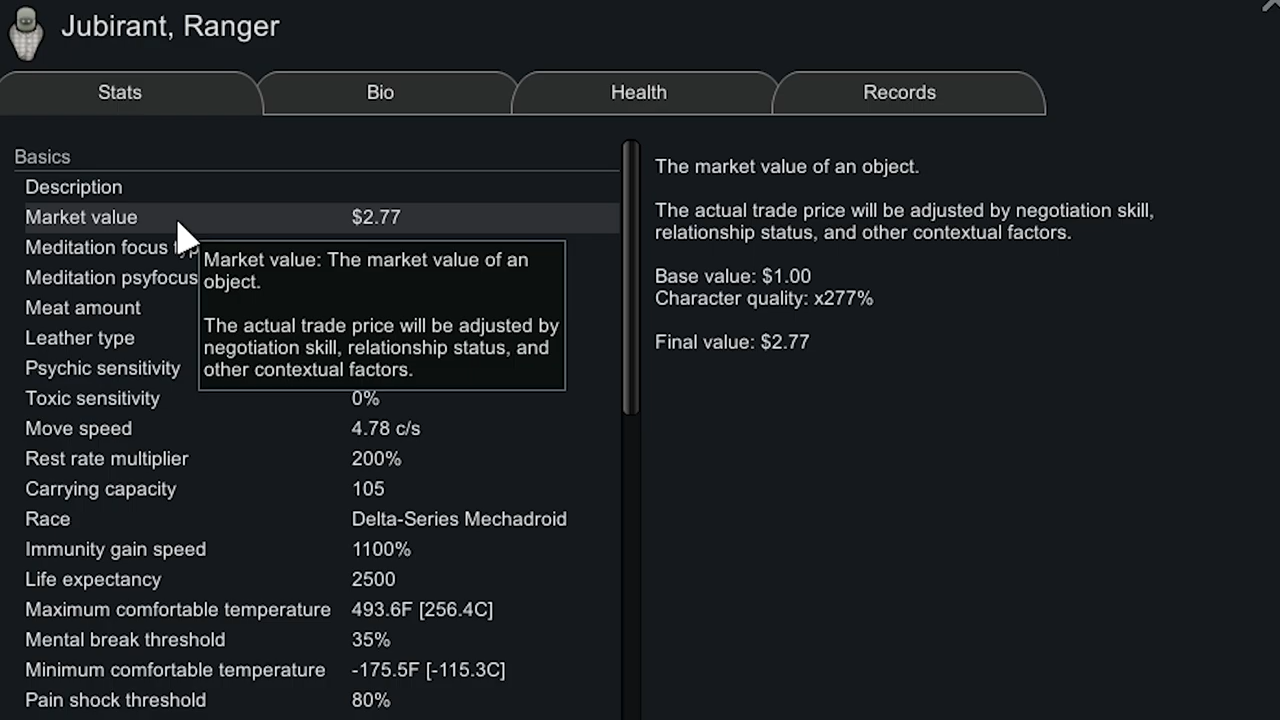 Jubirant, Ranger
Stats Bio Health Records
Basics
Description
Market value $2.77
Meditation focus
Meditation psyfocus
Meat amount
Leather type
Psychic sensitivity
Toxic sensitivity 0%
Move speed 4.78 c/s
Rest rate multiplier 200%
Carrying capacity 105
Race Delta-Series Mechadroid
Immunity gain speed 1100%
Life expectancy 2500
Maximum comfortable temperature 493.6F [256.4C]
Mental break threshold 35%
Minimum comfortable temperature -175.5F [-115.3C]
Pain shock threshold 80%
Market value: The market value of an
object.
The actual trade price will be adjusted by
negotiation skill, relationship status, and
other contextual factors.
The market value of an object.
The actual trade price will be adjusted by negotiation skill,
relationship status, and other contextual factors.
Base value: $1.00
Character quality: x277%
Final value: $2.77